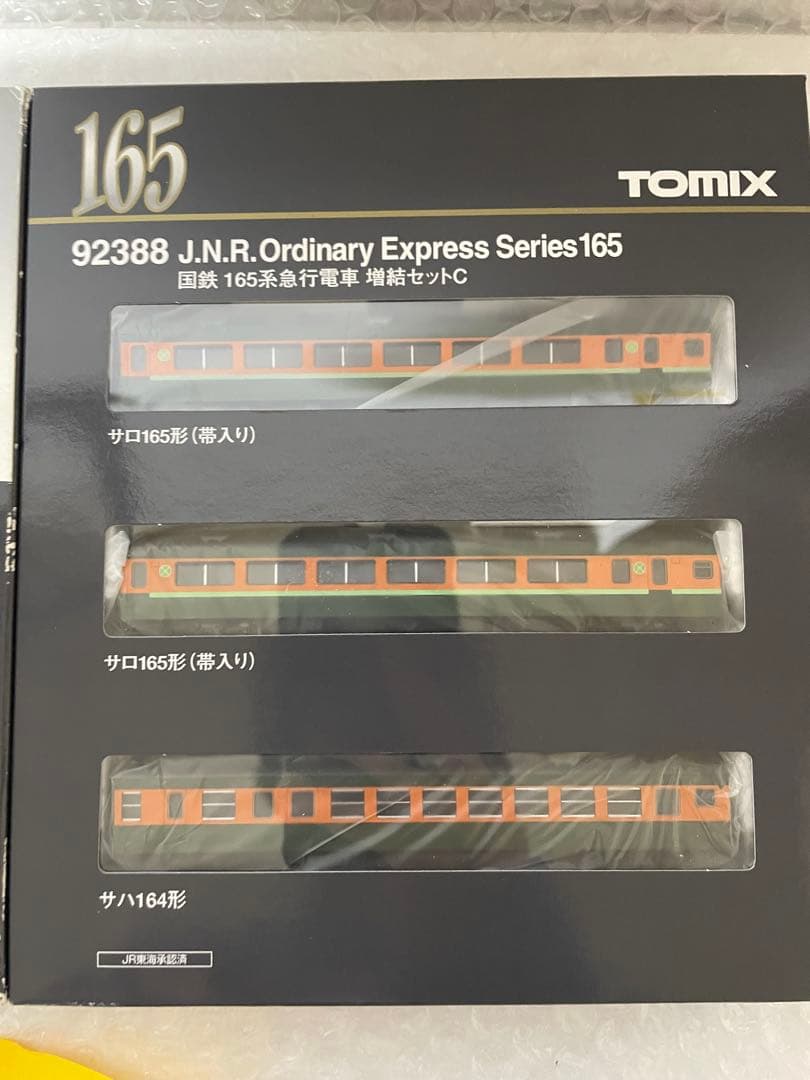 165
TOMIX
92388 J.N.R.Ordinary Express Series165
国鉄 165系急行電車 増結セットC
サロ165形(帯入り)
サロ165形(帯入り)
サハ164形
JR東海承認済